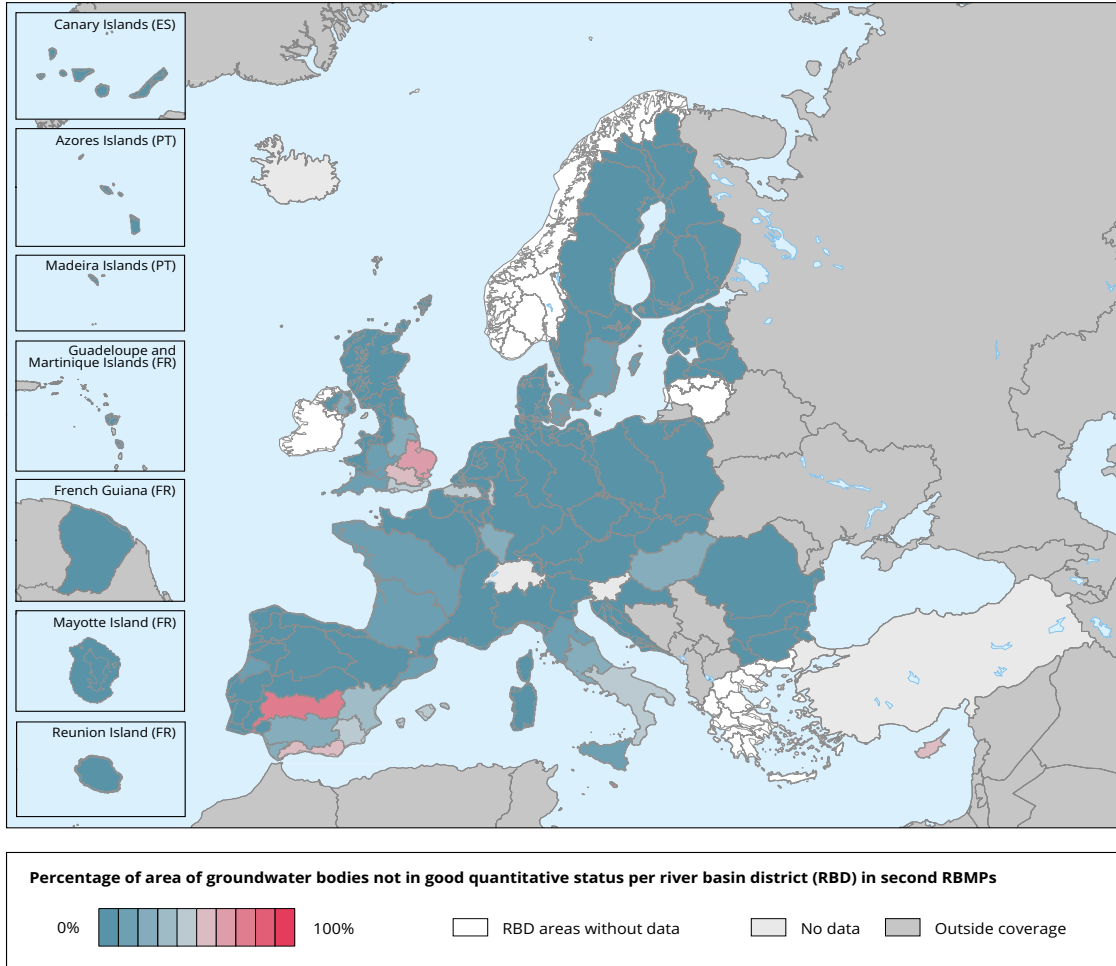 Canary Islands (ES)
Azores Islands (PT)
Madeira Islands (PT)
Guadeloupe and
Martinique Islands (FR)
French Guiana (FR)
Mayotte Island (FR)
Reunion Island (FR)
Percentage of area of groundwater bodies not in good quantitative status per river basin district (RBD) in second RBMPs
0%
100%
RBD areas without data
No data
Outside coverage